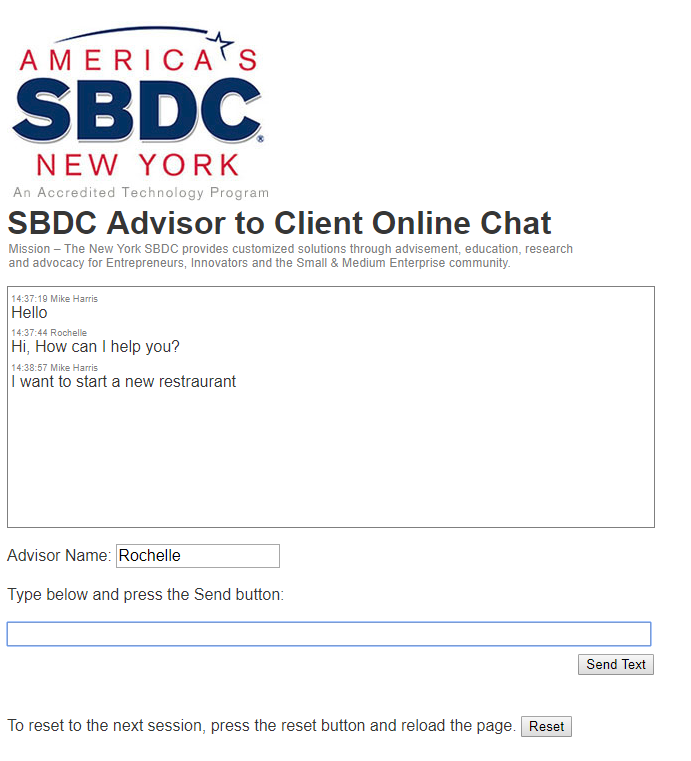 AMERICA'S
SBDC®
NEW YORK
An Accredited Technology Program
SBDC Advisor to Client Online Chat
Mission – The New York SBDC provides customized solutions through advisement, education, research
and advocacy for Entrepreneurs, Innovators and the Small & Medium Enterprise community.
14:37:19 Mike Harris
Hello
14:37:44 Rochelle
Hi, How can I help you?
14:38:57 Mike Harris
I want to start a new restraurant
Advisor Name: Rochelle
Type below and press the Send button:
Send Text
To reset to the next session, press the reset button and reload the page. Reset